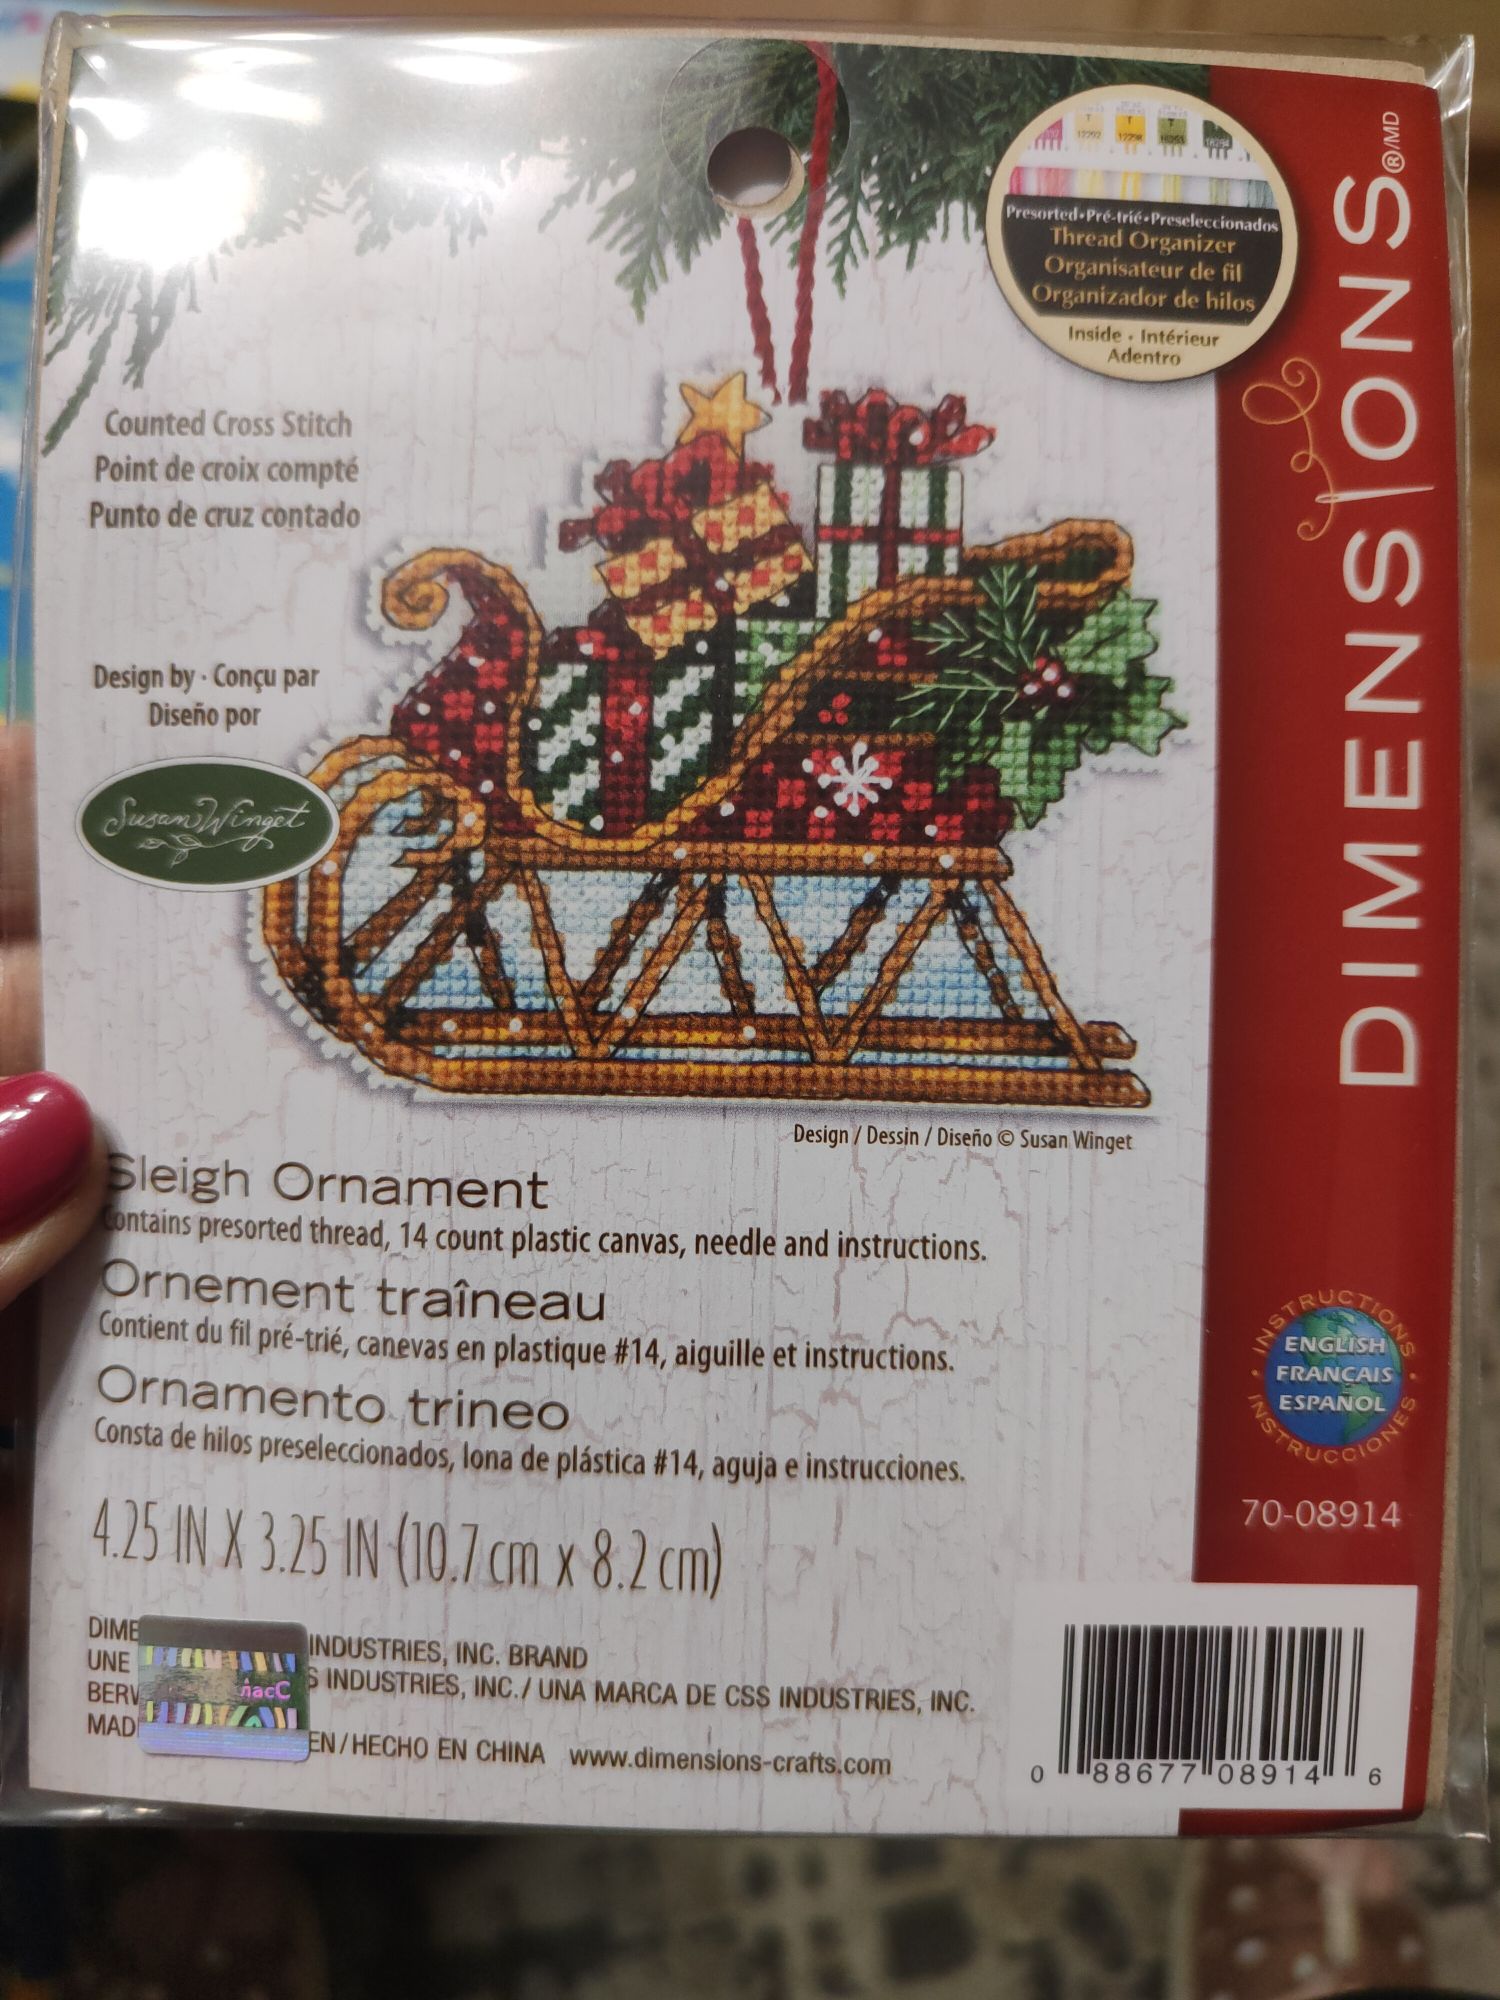 Presorted•Pré-trié•Preseleccionados
Thread Organizer
Organisateur de fil
Organizador de hilos
Inside • Intérieur
Adentro
DIMENSIONS®/MD
Counted Cross Stitch
Point de croix compté
Punto de cruz contado
Design by · Conçu par
Diseño por
Susan Winget
Design / Dessin / Diseño © Susan Winget
Sleigh Ornament
Contains presorted thread, 14 count plastic canvas, needle and instructions.
Ornement traîneau
Contient du fil pré-trié, canevas en plastique #14, aiguille et instructions.
Ornamento trineo
Consta de hilos preseleccionados, lona de plástica #14, aguja e instrucciones.
4.25 IN X 3.25 IN (10.7 cm x 8.2 cm)
INSTRUCTIONS
ENGLISH
FRANÇAIS
ESPAÑOL
INSTRUCCIONES
70-08914
INDUSTRIES, INC. BRAND
UNE S INDUSTRIES, INC. / UNA MARCA DE CSS INDUSTRIES, INC.
BERW
MAD EN / HECHO EN CHINA www.dimensions-crafts.com
0 88677 08914 6